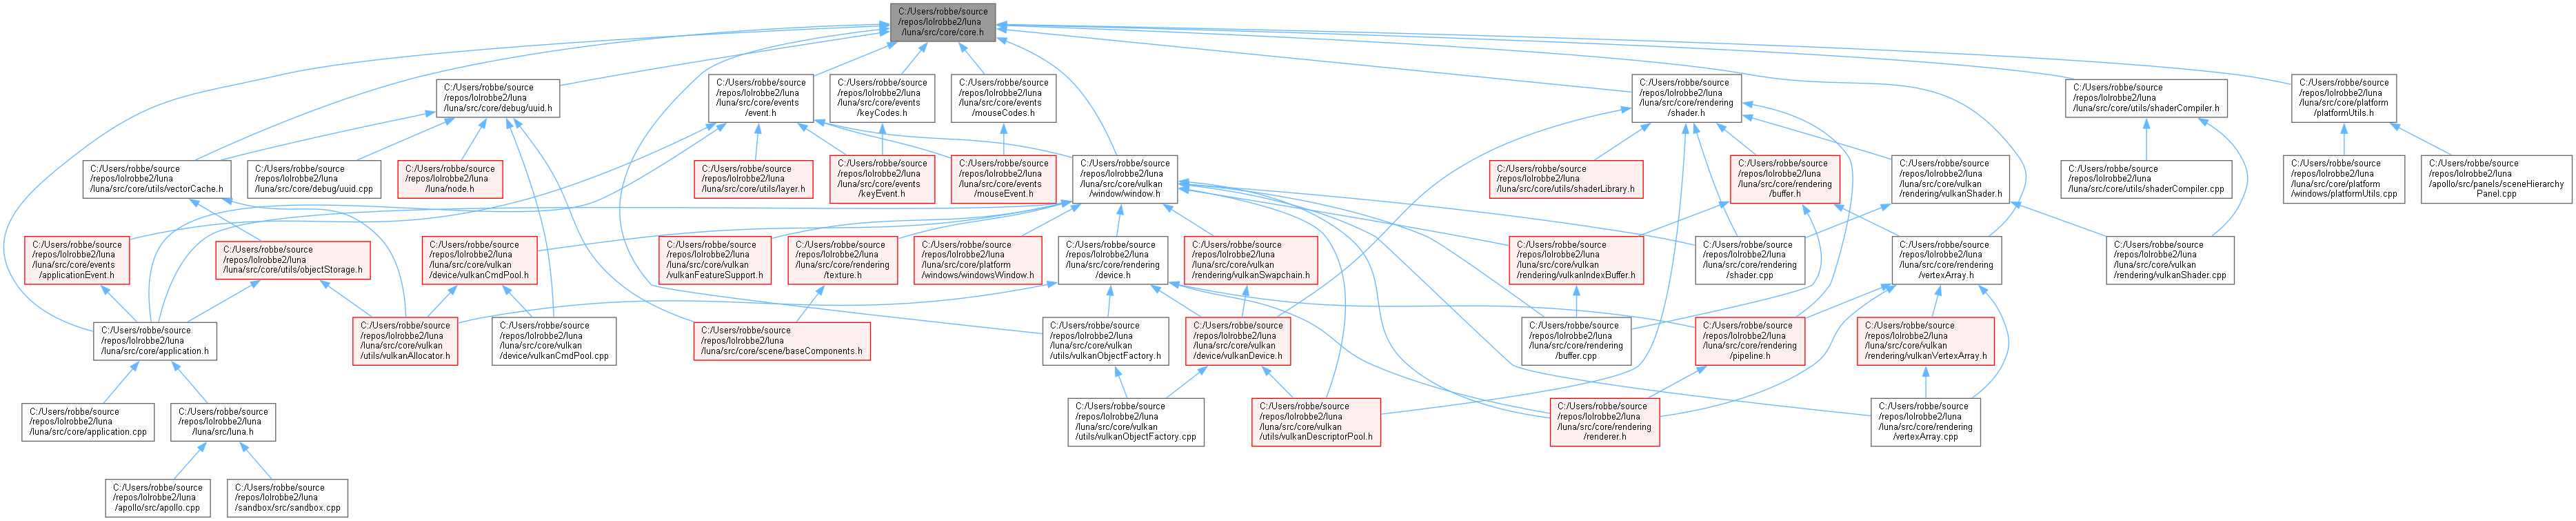 C:/Users/robbe/source
/repos/lolrobbe2/luna
/luna/src/core/core.h
C:/Users/robbe/source
/repos/lolrobbe2/luna
/luna/src/core/debug/uuid.h
C:/Users/robbe/source
/repos/lolrobbe2/luna
/luna/src/core/events
/event.h
C:/Users/robbe/source
/repos/lolrobbe2/luna
/luna/src/core/events
/keyCodes.h
C:/Users/robbe/source
/repos/lolrobbe2/luna
/luna/src/core/events
/mouseCodes.h
C:/Users/robbe/source
/repos/lolrobbe2/luna
/luna/src/core/rendering
/shader.h
C:/Users/robbe/source
/repos/lolrobbe2/luna
/luna/src/core/utils/shaderCompiler.h
C:/Users/robbe/source
/repos/lolrobbe2/luna
/luna/src/core/platform
/platformUtils.h
C:/Users/robbe/source
/repos/lolrobbe2/luna
/luna/src/core/utils/vectorCache.h
C:/Users/robbe/source
/repos/lolrobbe2/luna
/luna/src/core/debug/uuid.cpp
C:/Users/robbe/source
/repos/lolrobbe2/luna
/luna/node.h
C:/Users/robbe/source
/repos/lolrobbe2/luna
/luna/src/core/utils/layer.h
C:/Users/robbe/source
/repos/lolrobbe2/luna
/luna/src/core/events
/keyEvent.h
C:/Users/robbe/source
/repos/lolrobbe2/luna
/luna/src/core/events
/mouseEvent.h
C:/Users/robbe/source
/repos/lolrobbe2/luna
/luna/src/core/vulkan
/window/window.h
C:/Users/robbe/source
/repos/lolrobbe2/luna
/luna/src/core/utils/shaderLibrary.h
C:/Users/robbe/source
/repos/lolrobbe2/luna
/luna/src/core/rendering
/buffer.h
C:/Users/robbe/source
/repos/lolrobbe2/luna
/luna/src/core/vulkan
/rendering/vulkanShader.h
C:/Users/robbe/source
/repos/lolrobbe2/luna
/luna/src/core/utils/shaderCompiler.cpp
C:/Users/robbe/source
/repos/lolrobbe2/luna
/luna/src/core/platform
/windows/platformUtils.cpp
C:/Users/robbe/source
/repos/lolrobbe2/luna
/apollo/src/panels/sceneHierarchy
Panel.cpp
C:/Users/robbe/source
/repos/lolrobbe2/luna
/luna/src/core/events
/applicationEvent.h
C:/Users/robbe/source
/repos/lolrobbe2/luna
/luna/src/core/utils/objectStorage.h
C:/Users/robbe/source
/repos/lolrobbe2/luna
/luna/src/core/vulkan
/device/vulkanCmdPool.h
C:/Users/robbe/source
/repos/lolrobbe2/luna
/luna/src/core/vulkan
/vulkanFeatureSupport.h
C:/Users/robbe/source
/repos/lolrobbe2/luna
/luna/src/core/rendering
/texture.h
C:/Users/robbe/source
/repos/lolrobbe2/luna
/luna/src/core/platform
/windows/windowsWindow.h
C:/Users/robbe/source
/repos/lolrobbe2/luna
/luna/src/core/rendering
/device.h
C:/Users/robbe/source
/repos/lolrobbe2/luna
/luna/src/core/vulkan
/rendering/vulkanSwapchain.h
C:/Users/robbe/source
/repos/lolrobbe2/luna
/luna/src/core/vulkan
/rendering/vulkanIndexBuffer.h
C:/Users/robbe/source
/repos/lolrobbe2/luna
/luna/src/core/rendering
/shader.cpp
C:/Users/robbe/source
/repos/lolrobbe2/luna
/luna/src/core/rendering
/vertexArray.h
C:/Users/robbe/source
/repos/lolrobbe2/luna
/luna/src/core/vulkan
/rendering/vulkanShader.cpp
C:/Users/robbe/source
/repos/lolrobbe2/luna
/luna/src/core/application.h
C:/Users/robbe/source
/repos/lolrobbe2/luna
/luna/src/core/vulkan
/utils/vulkanAllocator.h
C:/Users/robbe/source
/repos/lolrobbe2/luna
/luna/src/core/vulkan
/device/vulkanCmdPool.cpp
C:/Users/robbe/source
/repos/lolrobbe2/luna
/luna/src/core/scene/baseComponents.h
C:/Users/robbe/source
/repos/lolrobbe2/luna
/luna/src/core/vulkan
/utils/vulkanObjectFactory.h
C:/Users/robbe/source
/repos/lolrobbe2/luna
/luna/src/core/vulkan
/device/vulkanDevice.h
C:/Users/robbe/source
/repos/lolrobbe2/luna
/luna/src/core/rendering
/buffer.cpp
C:/Users/robbe/source
/repos/lolrobbe2/luna
/luna/src/core/rendering
/pipeline.h
C:/Users/robbe/source
/repos/lolrobbe2/luna
/luna/src/core/vulkan
/rendering/vulkanVertexArray.h
C:/Users/robbe/source
/repos/lolrobbe2/luna
/luna/src/core/application.cpp
C:/Users/robbe/source
/repos/lolrobbe2/luna
/luna/src/luna.h
C:/Users/robbe/source
/repos/lolrobbe2/luna
/luna/src/core/vulkan
/utils/vulkanObjectFactory.cpp
C:/Users/robbe/source
/repos/lolrobbe2/luna
/luna/src/core/vulkan
/utils/vulkanDescriptorPool.h
C:/Users/robbe/source
/repos/lolrobbe2/luna
/luna/src/core/rendering
/renderer.h
C:/Users/robbe/source
/repos/lolrobbe2/luna
/luna/src/core/rendering
/vertexArray.cpp
C:/Users/robbe/source
/repos/lolrobbe2/luna
/apollo/src/apollo.cpp
C:/Users/robbe/source
/repos/lolrobbe2/luna
/sandbox/src/sandbox.cpp